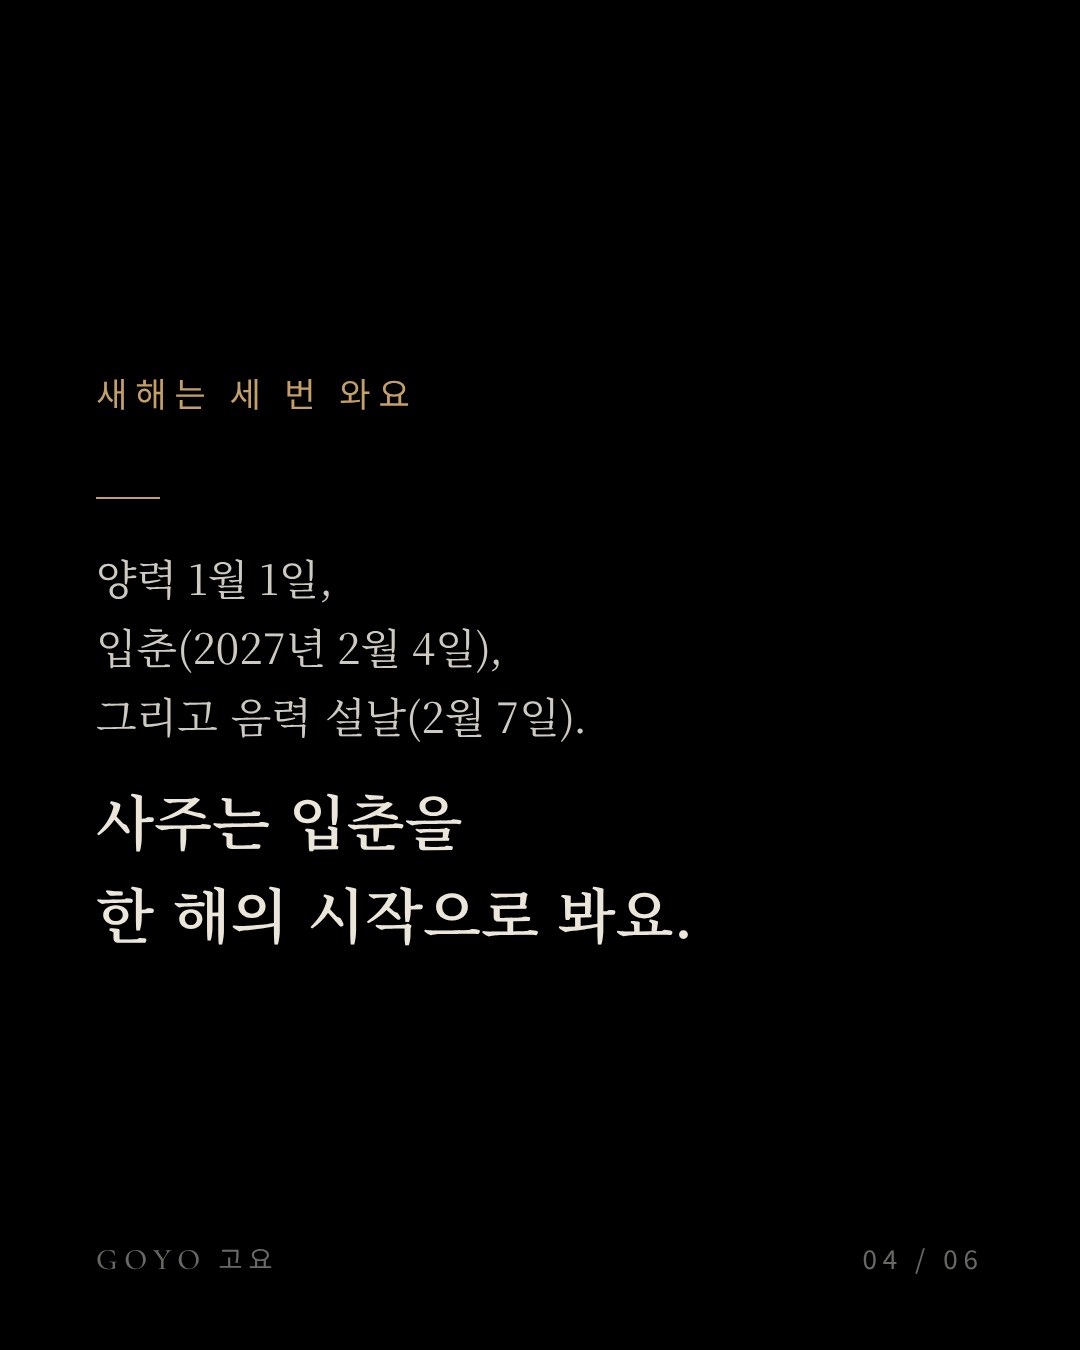 새해는 세 번 와요
양력 1월 1일,
입춘(2027년 2월 4일),
그리고 음력 설날(2월 7일).
사주는 입춘을
한 해의 시작으로 봐요.
GOYO 고요
04 / 06